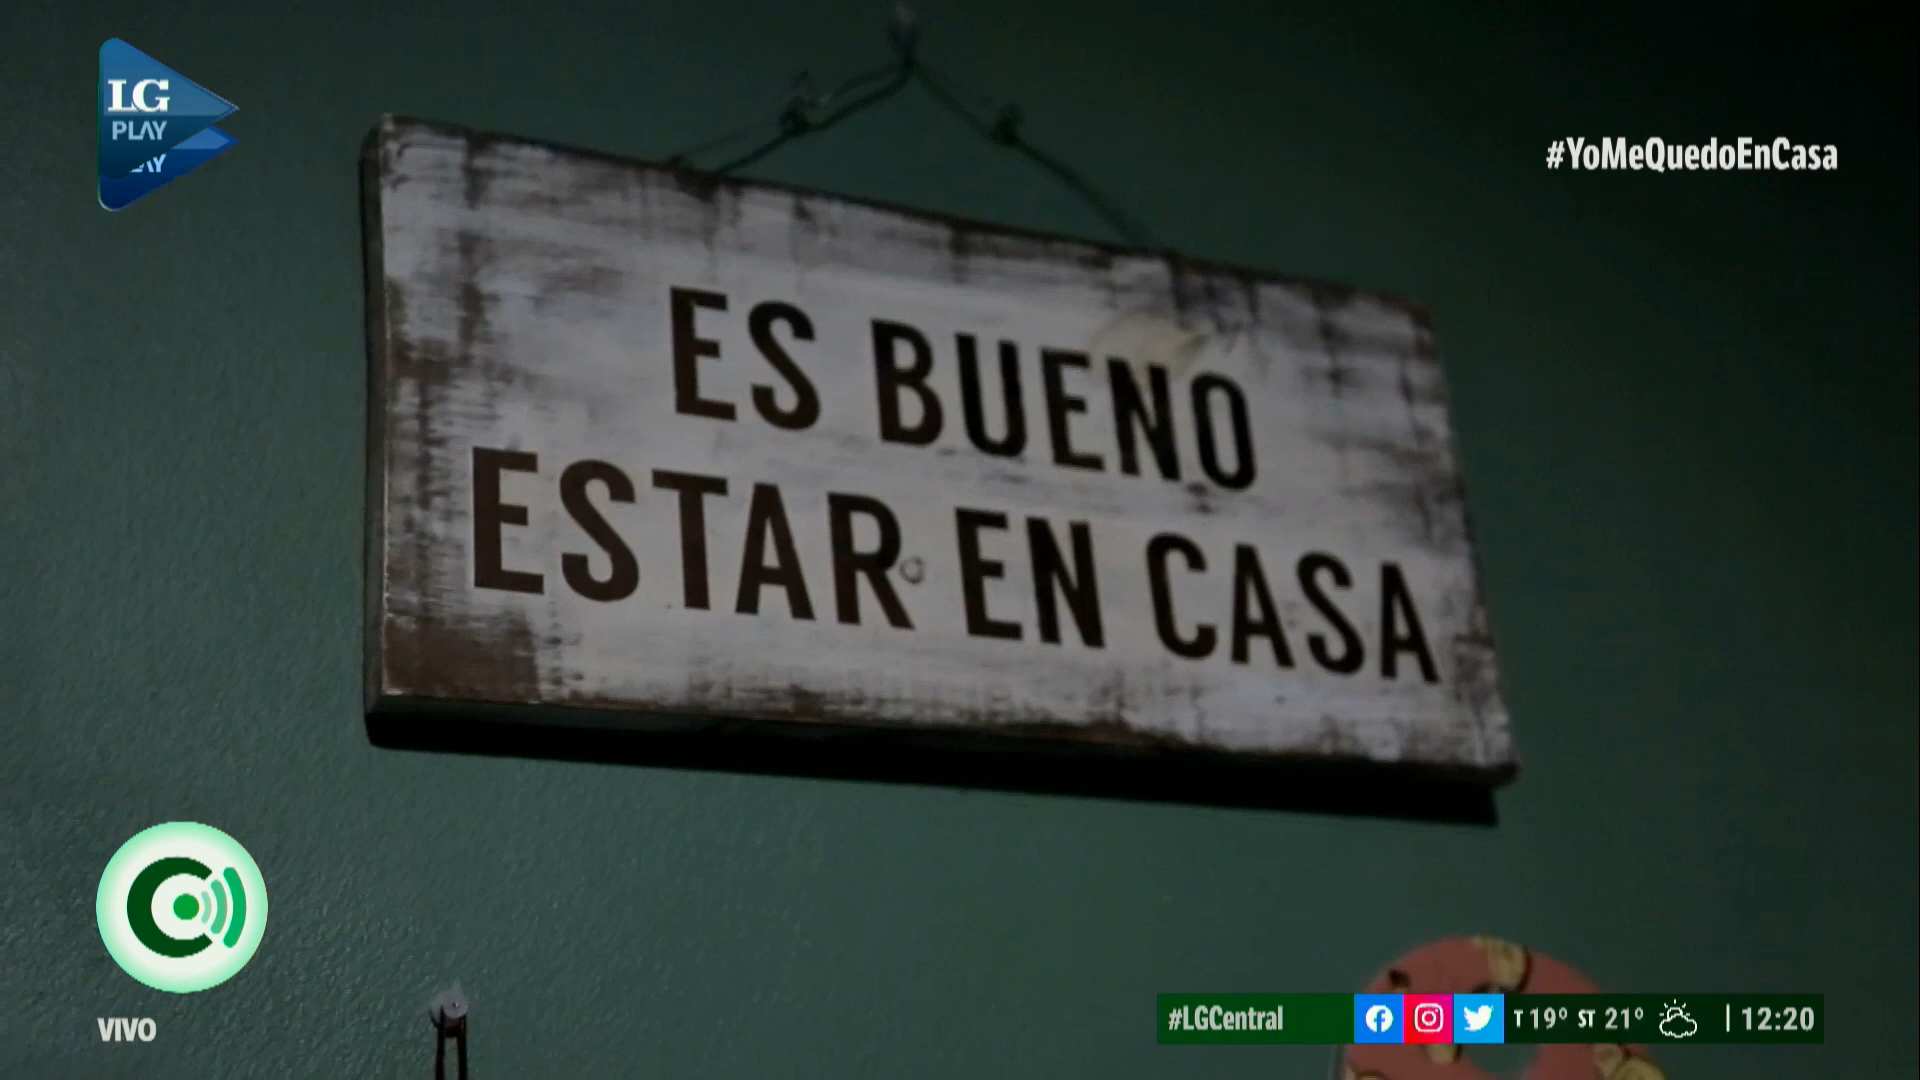 LG
PLAY
#YoMeQuedoEnCasa
ES BUENO
ESTAR EN CASA
VIVO
#LGCentral
T 19° ST 21°
12:20